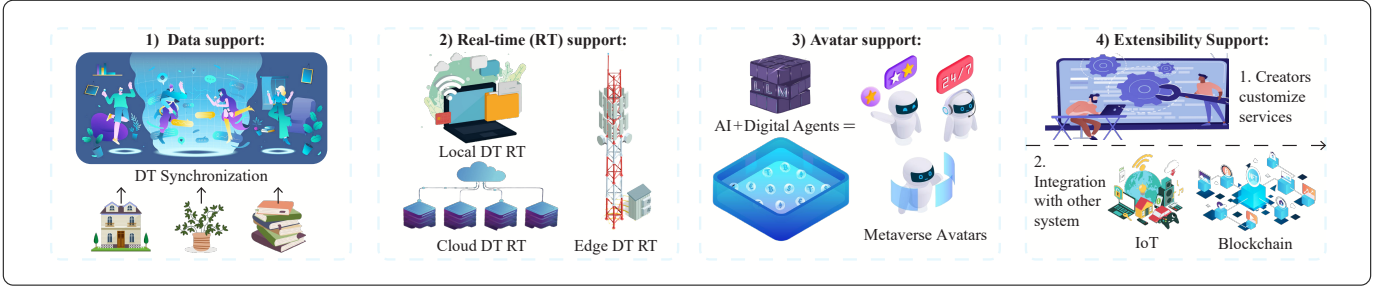 1) Data support:
DT Synchronization
2) Real-time (RT) support:
Local DT RT
Cloud DT RT
Edge DT RT
3) Avatar support:
24/7
AI+Digital Agents =
Metaverse Avatars
4) Extensibility Support:
1. Creators
customize
services
2.
Integration
with other
system
IoT
Blockchain